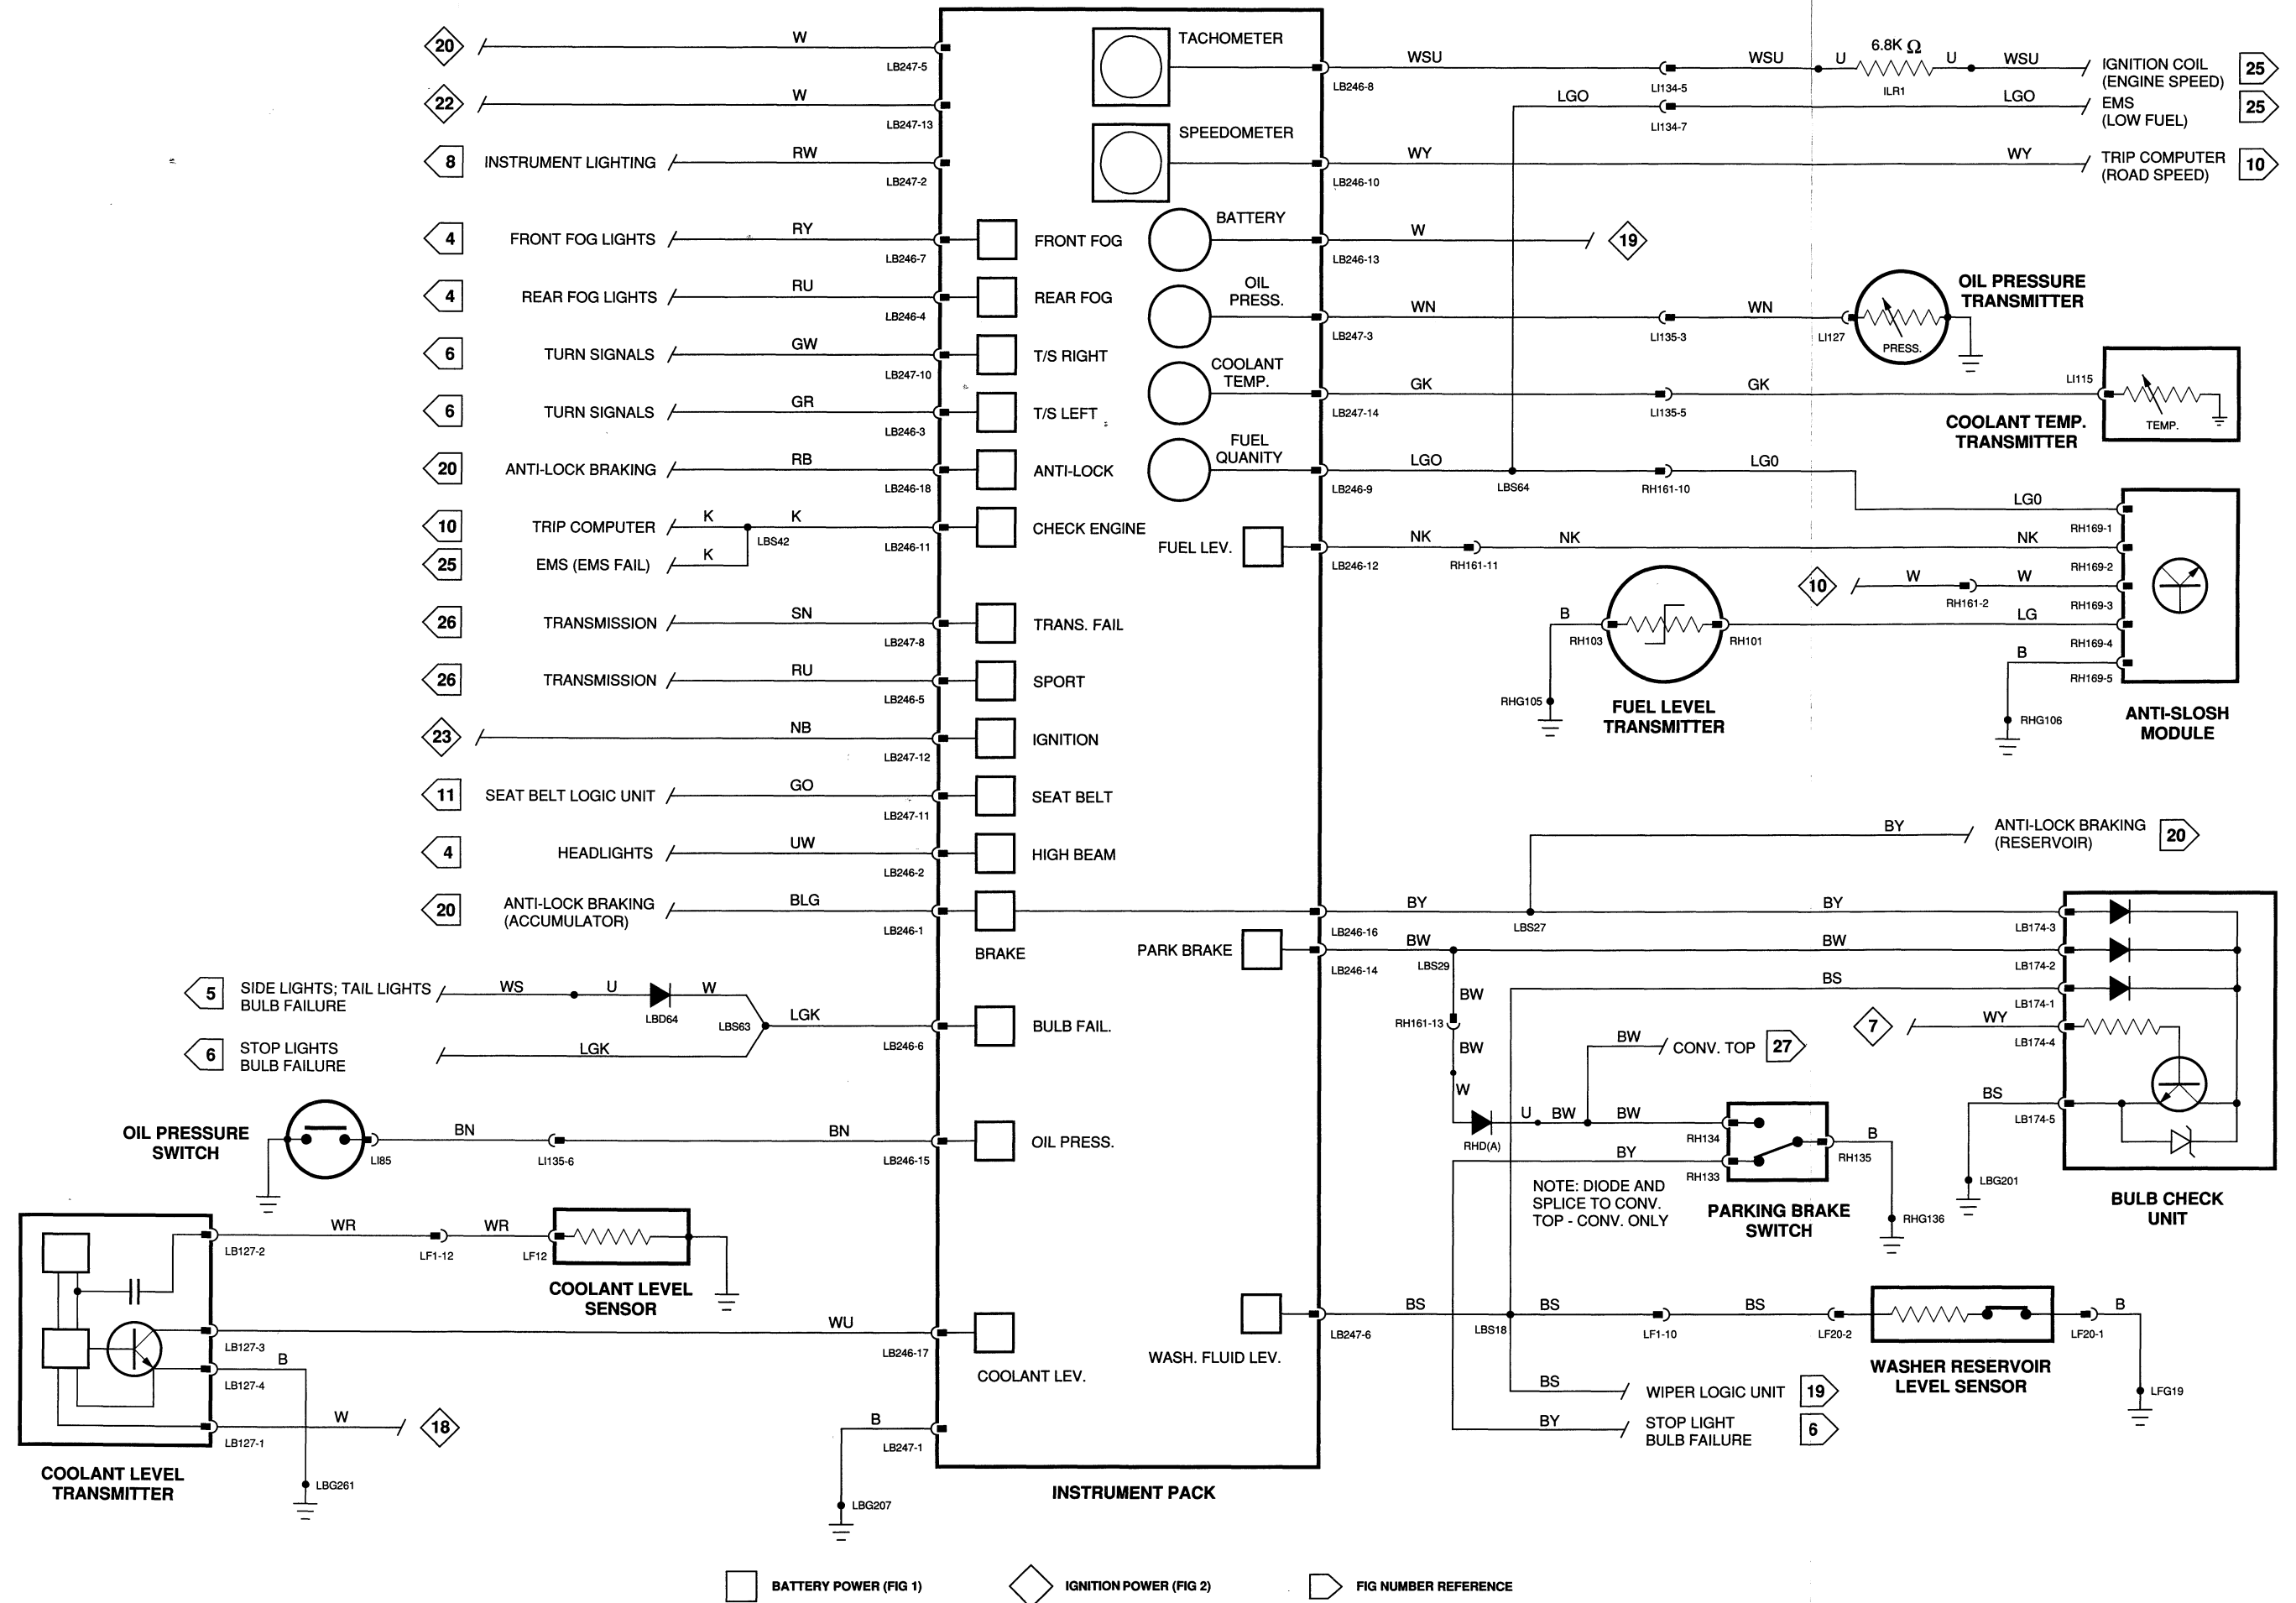 20
W
LB247-5
22
W
LB247-13
8
INSTRUMENT LIGHTING
RW
LB247-2
4
FRONT FOG LIGHTS
RY
LB246-7
FRONT FOG
4
REAR FOG LIGHTS
RU
LB246-4
REAR FOG
6
TURN SIGNALS
GW
LB247-10
T/S RIGHT
6
TURN SIGNALS
GR
LB246-3
T/S LEFT
20
ANTI-LOCK BRAKING
RB
LB246-18
ANTI-LOCK
10
TRIP COMPUTER
K
K
LBS42
LB246-11
CHECK ENGINE
25
EMS (EMS FAIL)
K
26
TRANSMISSION
SN
LB247-8
TRANS. FAIL
26
TRANSMISSION
RU
LB246-5
SPORT
23
NB
LB247-12
IGNITION
11
SEAT BELT LOGIC UNIT
GO
LB247-11
SEAT BELT
4
HEADLIGHTS
UW
LB246-2
HIGH BEAM
20
ANTI-LOCK BRAKING
(ACCUMULATOR)
BLG
LB246-1
BRAKE
5
SIDE LIGHTS; TAIL LIGHTS
BULB FAILURE
WS
U
LBD64
W
LBS63
LGK
LB246-6
BULB FAIL.
6
STOP LIGHTS
BULB FAILURE
LGK
OIL PRESSURE
SWITCH
LI85
BN
LI135-6
BN
LB246-15
OIL PRESS.
LB127-2
WR
LF1-12
WR
LF12
COOLANT LEVEL
SENSOR
LB127-3
WU
LB246-17
COOLANT LEV.
LB127-4
B
LBG261
LB127-1
W
18
COOLANT LEVEL
TRANSMITTER
B
LB247-1
LBG207
INSTRUMENT PACK
TACHOMETER
WSU
LB246-8
LI134-5
WSU
U
6.8K Ω
ILR1
U
WSU
IGNITION COIL
(ENGINE SPEED)
25
LGO
LI134-7
LGO
EMS
(LOW FUEL)
25
SPEEDOMETER
WY
LB246-10
WY
TRIP COMPUTER
(ROAD SPEED)
10
BATTERY
W
LB246-13
19
OIL
PRESS.
WN
LB247-3
LI135-3
WN
LI127
PRESS.
OIL PRESSURE
TRANSMITTER
COOLANT
TEMP.
GK
LB247-14
LI135-5
GK
LI115
TEMP.
COOLANT TEMP.
TRANSMITTER
FUEL
QUANITY
LGO
LB246-9
LBS64
RH161-10
LG0
LG0
RH169-1
FUEL LEV.
NK
LB246-12
RH161-11
NK
NK
RH169-2
10
W
RH161-2
W
RH169-3
LG
RH169-4
B
RH169-5
RHG106
ANTI-SLOSH
MODULE
B
RH103
RH101
RHG105
FUEL LEVEL
TRANSMITTER
BY
ANTI-LOCK BRAKING
(RESERVOIR)
20
BY
LB246-16
LBS27
BY
LB174-3
PARK BRAKE
BW
LB246-14
LBS29
BW
LB174-2
BS
LB174-1
7
WY
LB174-4
BS
LB174-5
LBG201
BULB CHECK
UNIT
BW
RH161-13
BW
W
RHD(A)
U
BW
BW
BW
CONV. TOP
27
RH134
BY
RH133
RH135
B
RHG136
PARKING BRAKE
SWITCH
NOTE: DIODE AND
SPLICE TO CONV.
TOP - CONV. ONLY
WASH. FLUID LEV.
BS
LB247-6
LBS18
BS
LF1-10
BS
LF20-2
LF20-1
B
LFG19
WASHER RESERVOIR
LEVEL SENSOR
BS
WIPER LOGIC UNIT
19
BY
STOP LIGHT
BULB FAILURE
6
BATTERY POWER (FIG 1)
IGNITION POWER (FIG 2)
FIG NUMBER REFERENCE